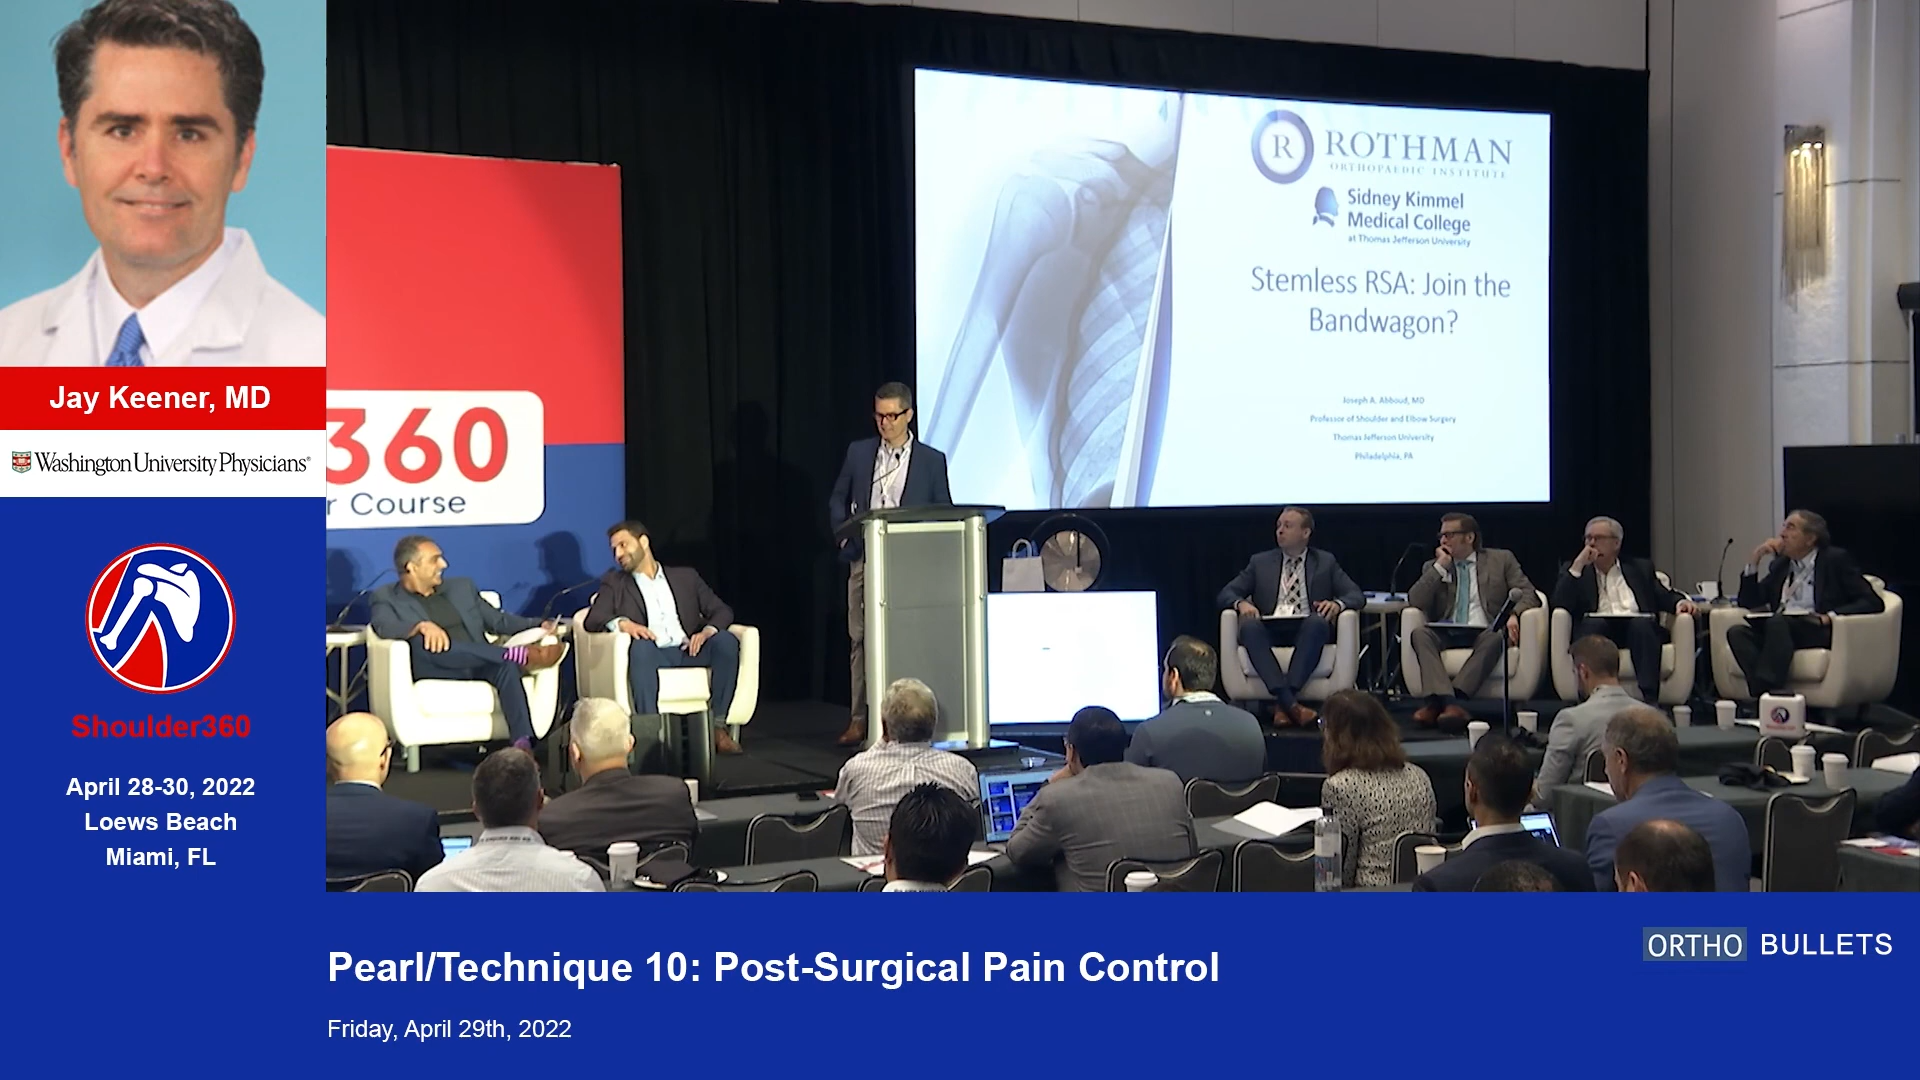 Jay Keener, MD
Washington University Physicians®
Shoulder360
April 28-30, 2022
Loews Beach
Miami, FL
360
r Course
R
ROTHMAN
ORTHOPAEDIC INSTITUTE
Sidney Kimmel
Medical College
at Thomas Jefferson University
Stemless RSA: Join the
Bandwagon?
Joseph A. Abboud, MD
Professor of Shoulder and Elbow Surgery
Thomas Jefferson University
Philadelphia, PA
Pearl/Technique 10: Post-Surgical Pain Control
Friday, April 29th, 2022
ORTHO BULLETS